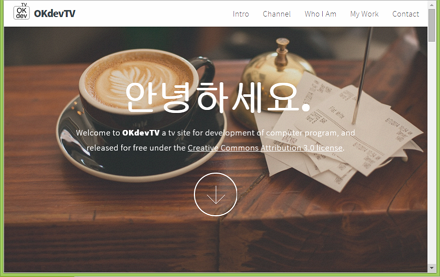 TV
OK
dev
OKdevTV
Intro
Channel
Who I Am
My Work
Contact
안녕하세요.
Welcome to OKdevTV a tv site for development of computer program, and
released for free under the Creative Commons Attribution 3.0 license.